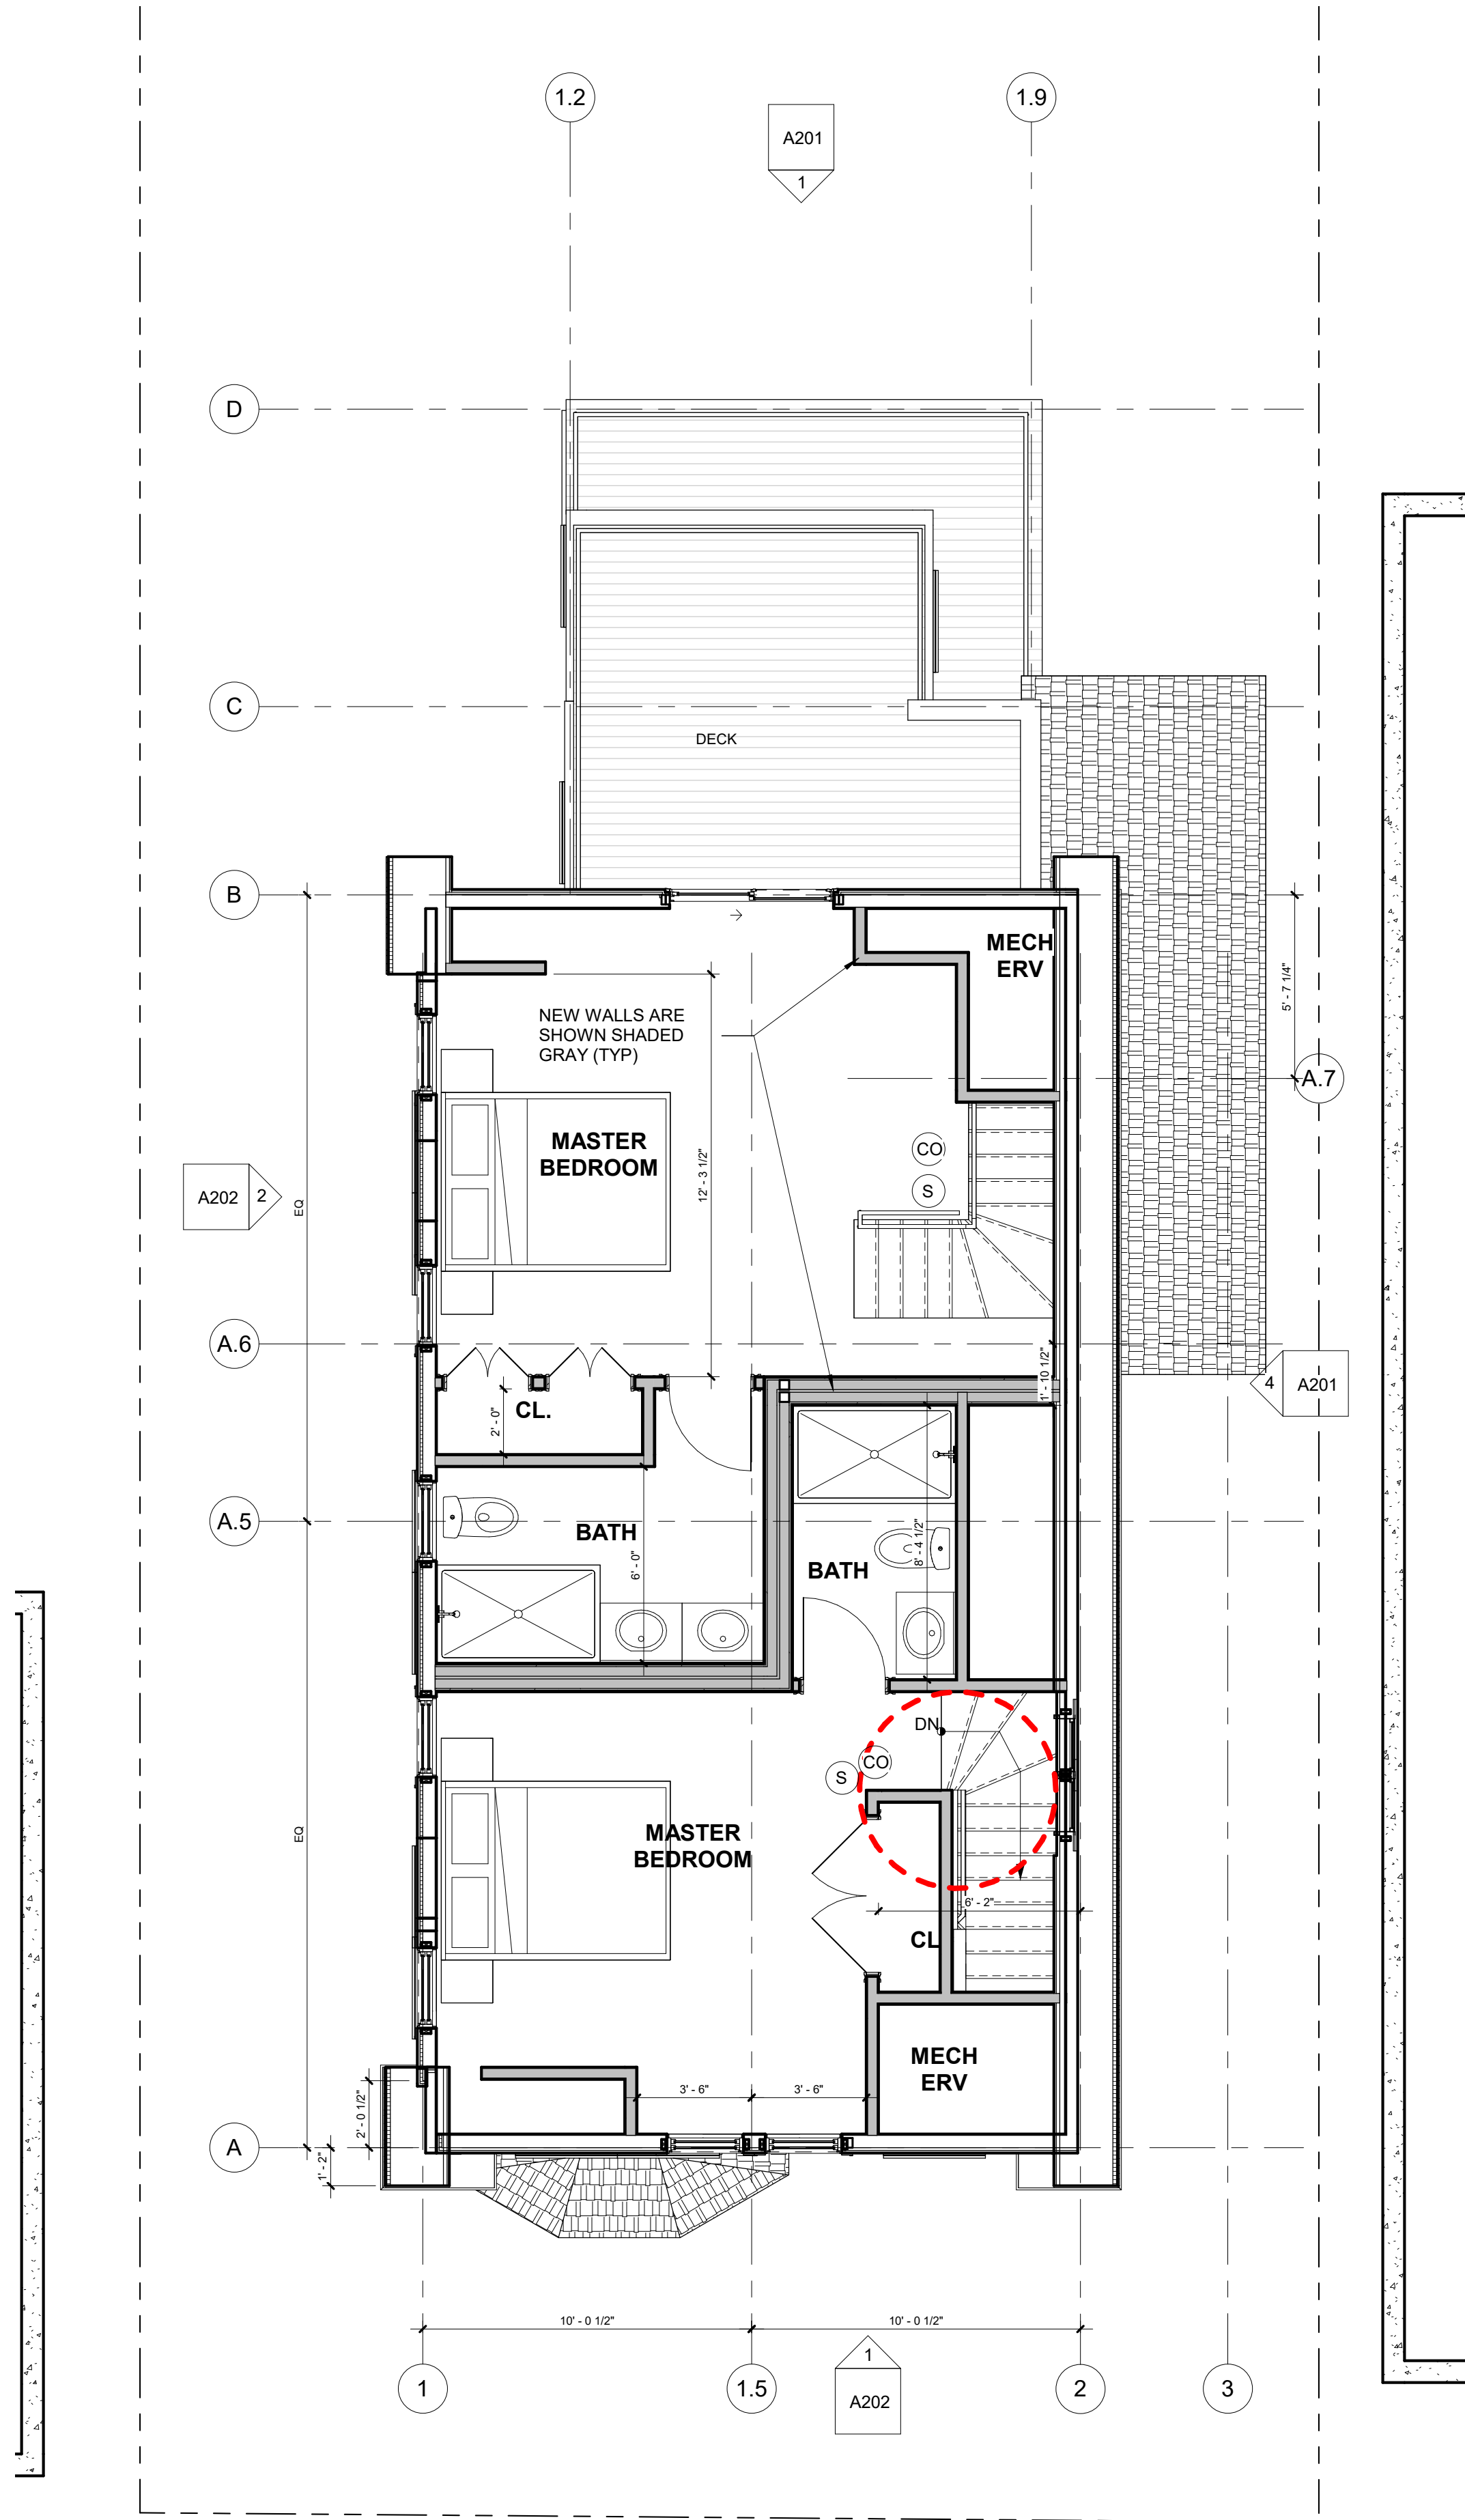 1.2
1.9
A201
1
D
C
DECK
B
MECH
ERV
5' - 7 1/4"
NEW WALLS ARE
SHOWN SHADED
GRAY (TYP)
A.7
MASTER
BEDROOM
12' - 3 1/2"
CO
S
A202
2
EQ
A.6
1' - 10 1/2"
4
A201
CL.
2' - 0"
A.5
BATH
6' - 0"
8' - 4 1/2"
BATH
DN
CO
S
EQ
MASTER
BEDROOM
6' - 2"
CL
MECH
ERV
3' - 6"
3' - 6"
2' - 0 1/2"
A
1' - 2"
10' - 0 1/2"
10' - 0 1/2"
1
1
1.5
2
3
A202